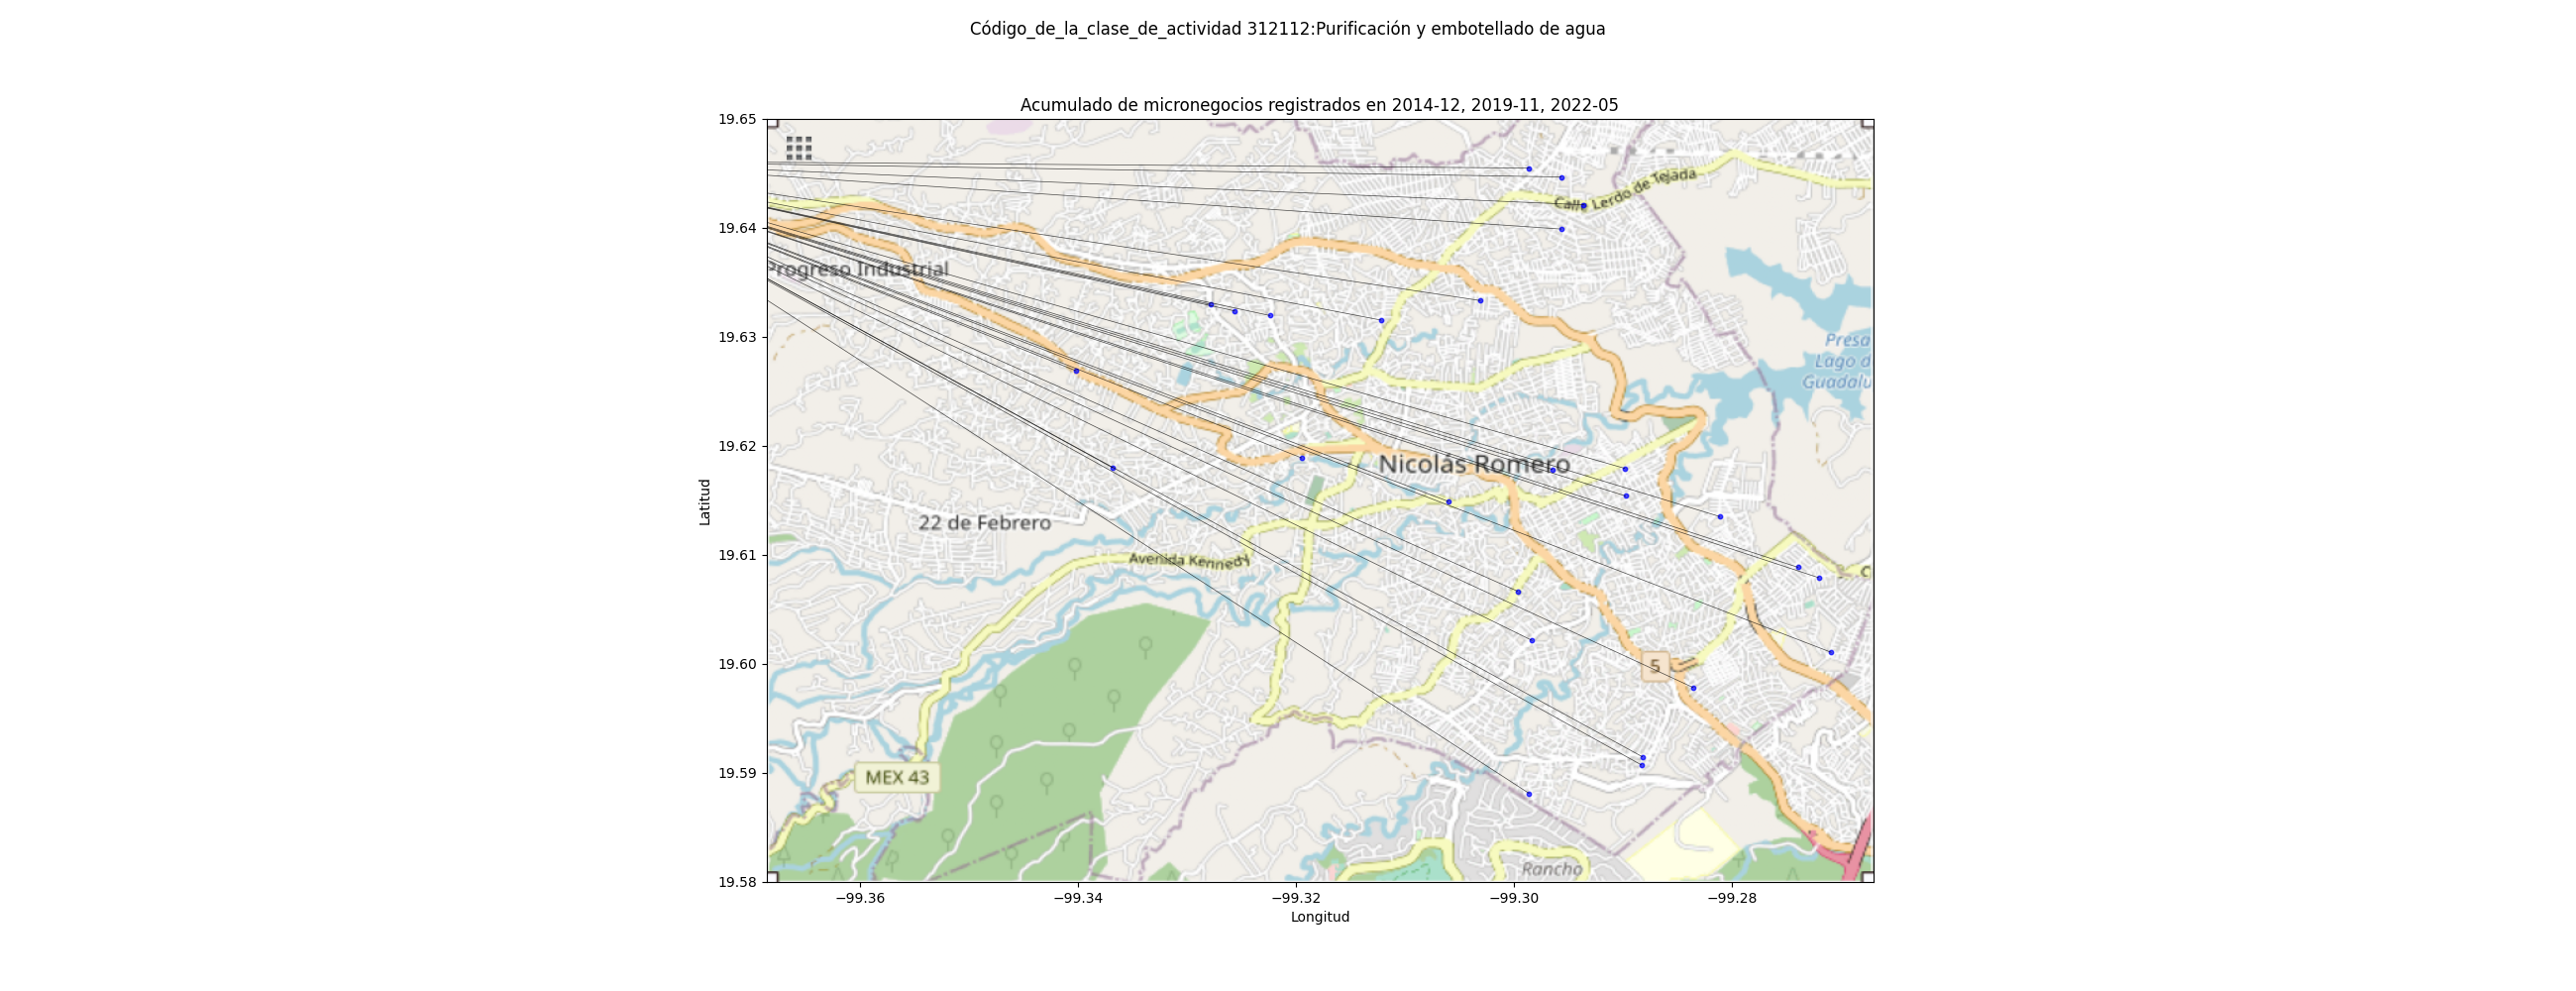 Código_de_la_clase_de_actividad 312112:Purificación y embotellado de agua
Acumulado de micronegocios registrados en 2014-12, 2019-11, 2022-05
19.65
19.64
19.63
19.62
19.61
19.60
19.59
19.58
Latitud
Calle Lerdo de Tejada
Progreso Industrial
Presa
Lago d
Guadalu
Nicolás Romero
22 de Febrero
Avenida Kennedy
C
5
MEX 43
Rancho
−99.36
−99.34
−99.32
−99.30
−99.28
Longitud